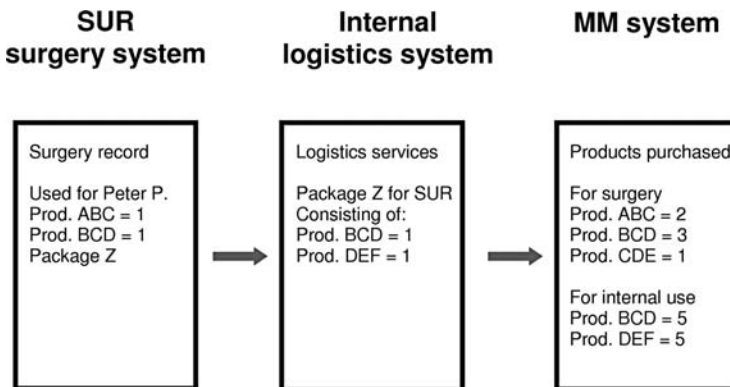 SUR
surgery system
Internal
logistics system
MM system
Surgery record
Used for Peter P.
Prod. ABC = 1
Prod. BCD = 1
Package Z
Logistics services
Package Z for SUR
Consisting of:
Prod. BCD = 1
Prod. DEF = 1
Products purchased
For surgery
Prod. ABC = 2
Prod. BCD = 3
Prod. CDE = 1
For internal use
Prod. BCD = 5
Prod. DEF = 5